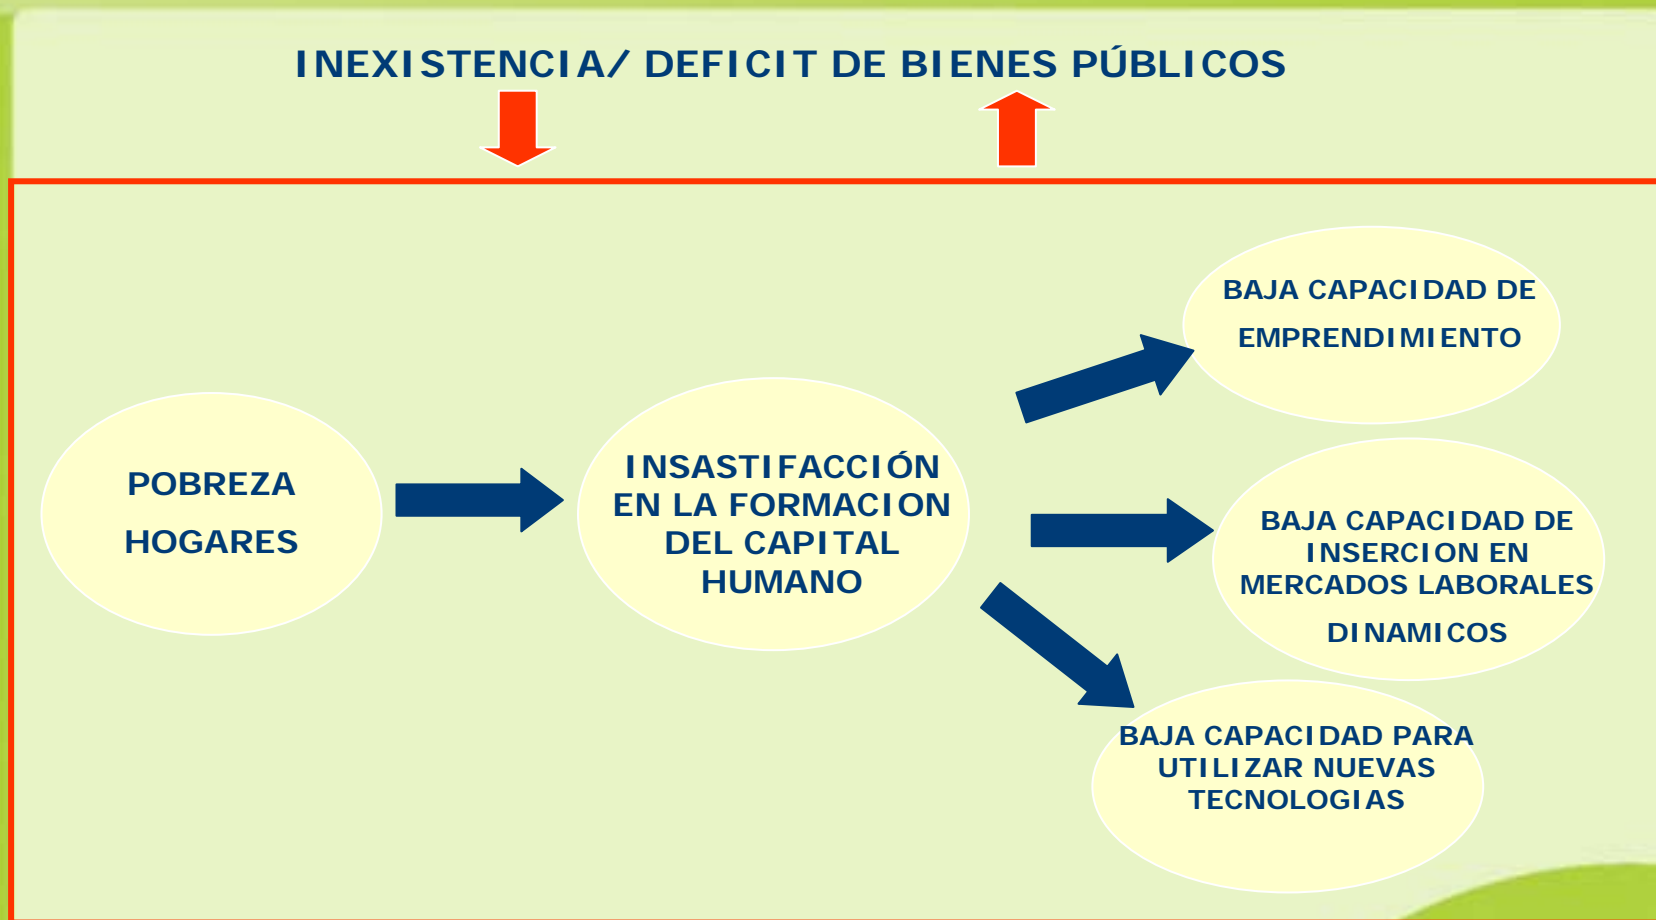 INEXISTENCIA/ DEFICIT DE BIENES PÚBLICOS
POBREZA
HOGARES
INSASTIFACCIÓN
EN LA FORMACION
DEL CAPITAL
HUMANO
BAJA CAPACIDAD DE
EMPRENDIMIENTO
BAJA CAPACIDAD DE
INSERCION EN
MERCADOS LABORALES
DINAMICOS
BAJA CAPACIDAD PARA
UTILIZAR NUEVAS
TECNOLOGIAS